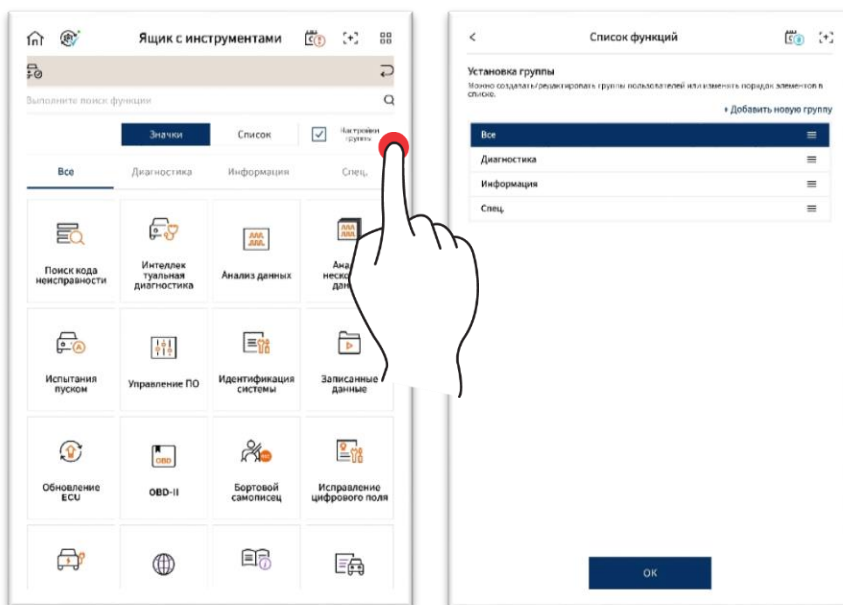 Ящик с инструментами
Выполните поиск функции
Значки
Список
Настройки
группы
Все
Диагностика
Информация
Спец.
Поиск кода
неисправности
Интеллек
туальная
диагностика
Анализ данных
Испытания
пуском
Управление ПО
Идентификация
системы
Записанные
данные
Обновление
ECU
OBD
OBD-II
Бортовой
самописец
Исправление
цифрового поля
Список функций
Установка группы
Можно создавать/редактировать группы пользователей или изменять порядок элементов в
списке.
+ Добавить новую группу
Все
Диагностика
Информация
Спец.
OK